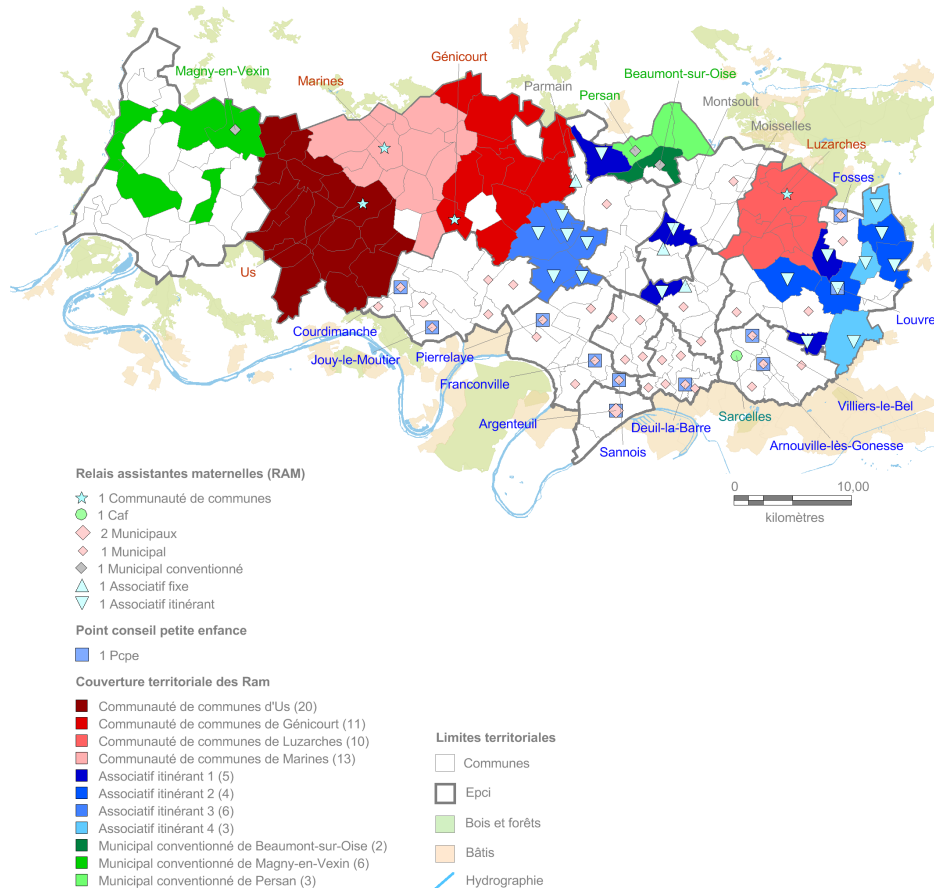 Génicourt
Magny-en-Vexin
Marines
Beaumont-sur-Oise
Parmain
Persan
Montsoult
Moisselles
Luzarches
Fosses
Us
Louvre
Courdimanche
Jouy-le-Moutier
Pierrelaye
Franconville
Argenteuil
Deuil-la-Barre
Sannois
Sarcelles
Villiers-le-Bel
Arnouville-lès-Gonesse
Relais assistantes maternelles (RAM)
1 Communauté de communes
1 Caf
2 Municipaux
1 Municipal
1 Municipal conventionné
1 Associatif fixe
1 Associatif itinérant
0 10,00
kilomètres
Point conseil petite enfance
1 Pcpe
Couverture territoriale des Ram
Communauté de communes d'Us (20)
Communauté de communes de Génicourt (11)
Communauté de communes de Luzarches (10)
Communauté de communes de Marines (13)
Associatif itinérant 1 (5)
Associatif itinérant 2 (4)
Associatif itinérant 3 (6)
Associatif itinérant 4 (3)
Municipal conventionné de Beaumont-sur-Oise (2)
Municipal conventionné de Magny-en-Vexin (6)
Municipal conventionné de Persan (3)
Limites territoriales
Communes
Epci
Bois et forêts
Bâtis
Hydrographie